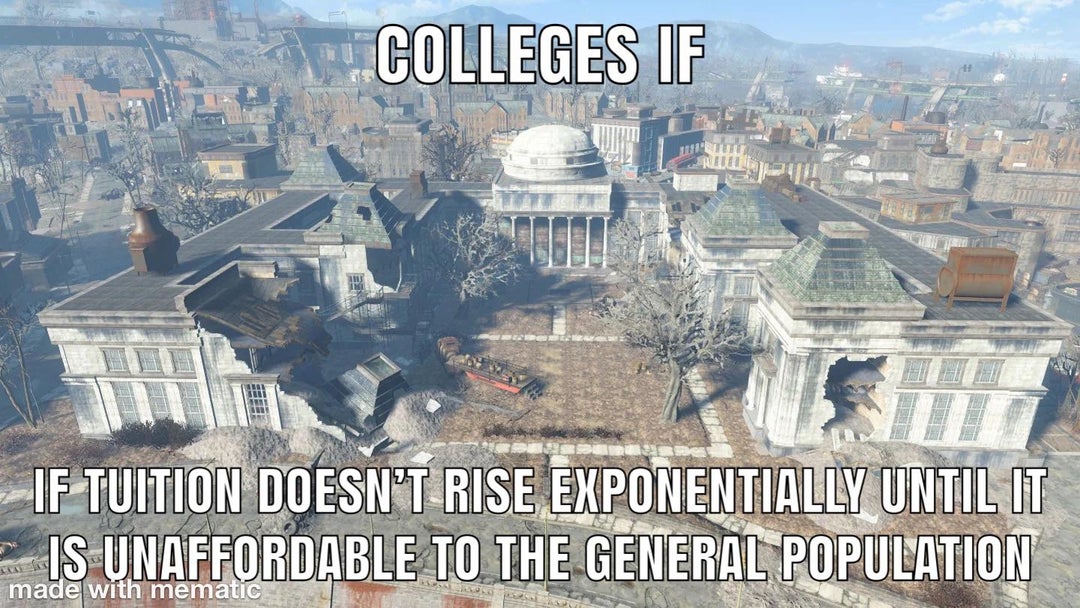 COLLEGES IF
IF TUITION DOESN'T RISE EXPONENTIALLY UNTIL IT
IS UNAFFORDABLE TO THE GENERAL POPULATION
made with mematic